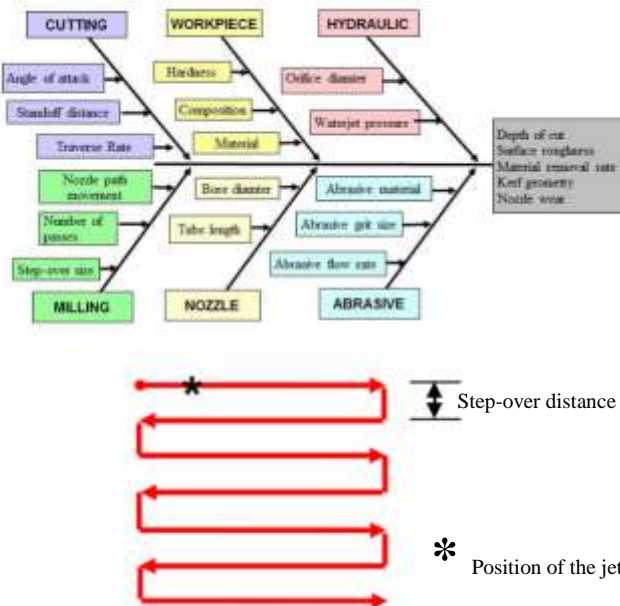 CUTTING
WORKPIECE
HYDRAULIC
Angle of attack
Standoff distance
Traverse Rate
Hardness
Composition
Material
Orifice diamter
Waterjet pressure
Depth of cut
Surface roughness
Material removal rate
Kerf geometry
Nozzle wear
Nozzle path
movement
Number of
passes
Step-over size
Bore diamter
Tube length
Abrasive material
Abrasive grit size
Abrasive flow rate
MILLING
NOZZLE
ABRASIVE
Step-over distance
* Position of the jet